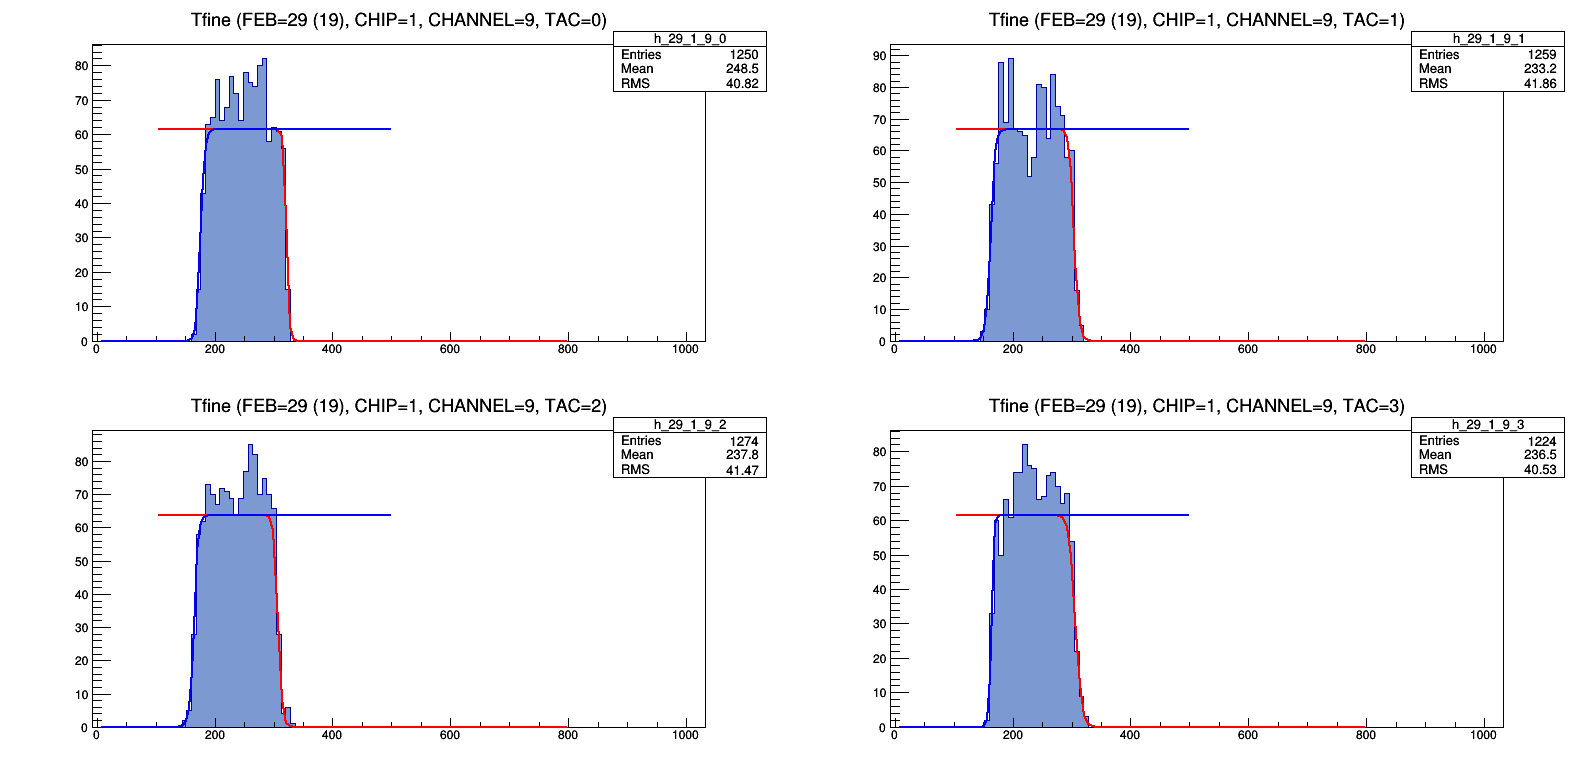 Tfine (FEB=29 (19), CHIP=1, CHANNEL=9, TAC=0)
h_29_1_9_0
Entries 1250
Mean 248.5
RMS 40.82
80
70
60
50
40
30
20
10
0
0 200 400 600 800 1000
Tfine (FEB=29 (19), CHIP=1, CHANNEL=9, TAC=1)
h_29_1_9_1
Entries 1259
Mean 233.2
RMS 41.86
90
80
70
60
50
40
30
20
10
0
0 200 400 600 800 1000
Tfine (FEB=29 (19), CHIP=1, CHANNEL=9, TAC=2)
h_29_1_9_2
Entries 1274
Mean 237.8
RMS 41.47
80
70
60
50
40
30
20
10
0
0 200 400 600 800 1000
Tfine (FEB=29 (19), CHIP=1, CHANNEL=9, TAC=3)
h_29_1_9_3
Entries 1224
Mean 236.5
RMS 40.53
80
70
60
50
40
30
20
10
0
0 200 400 600 800 1000